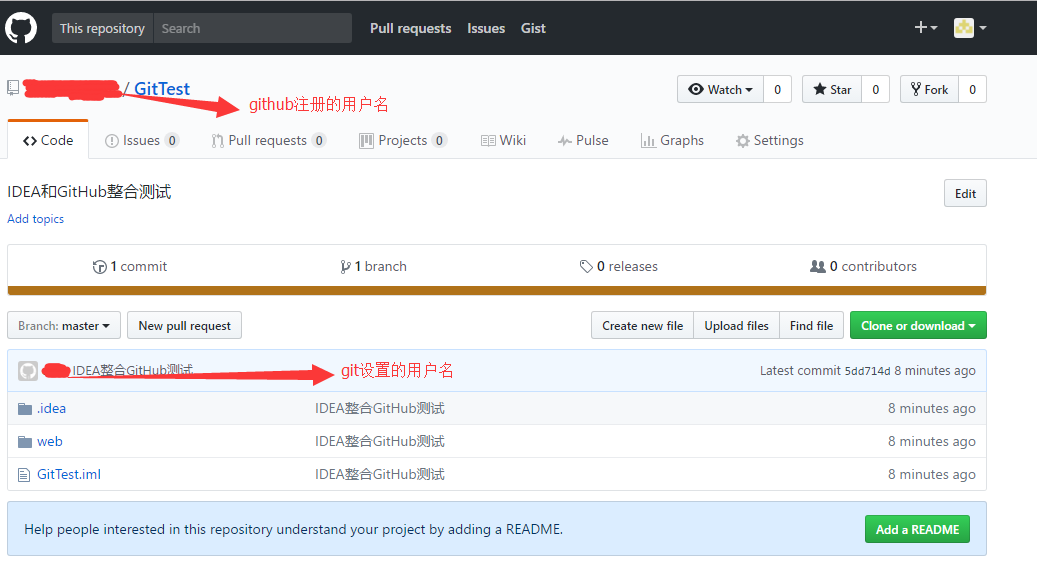 This repository Search Pull requests Issues Gist
/ GitTest Watch 0 Star 0 Fork 0
github注册的用户名
Code Issues 0 Pull requests 0 Projects 0 Wiki Pulse Graphs Settings
IDEA和GitHub整合测试 Edit
Add topics
1 commit 1 branch 0 releases 0 contributors
Branch: master New pull request Create new file Upload files Find file Clone or download
IDEA整合GitHub测试 git设置的用户名 Latest commit 5dd714d 8 minutes ago
.idea IDEA整合GitHub测试 8 minutes ago
web IDEA整合GitHub测试 8 minutes ago
GitTest.iml IDEA整合GitHub测试 8 minutes ago
Help people interested in this repository understand your project by adding a README. Add a README